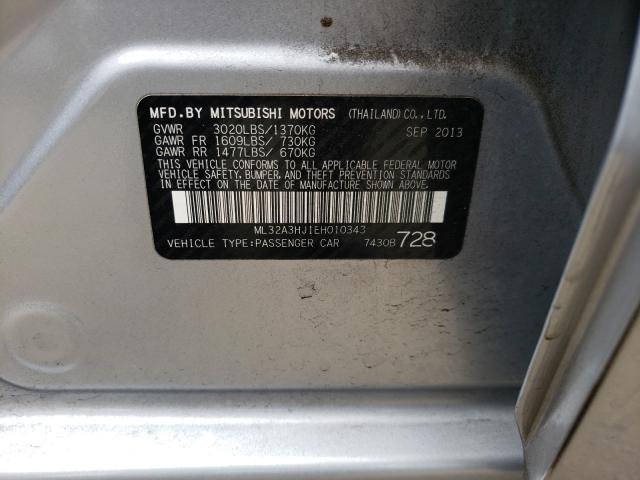 MFD.BY MITSUBISHI MOTORS (THAILAND)CO.,LTD.
GVWR 3020LBS/1370KG SEP 2013
GAWR FR 1609LBS/ 730KG
GAWR RR 1477LBS/ 670KG
THIS VEHICLE CONFORMS TO ALL APPLICABLE FEDERAL MOTOR
VEHICLE SAFETY, BUMPER, AND THEFT PREVENTION STANDARDS
IN EFFECT ON THE DATE OF MANUFACTURE SHOWN ABOVE.
ML32A3HJ1EH010343
VEHICLE TYPE:PASSENGER CAR 7430B 728